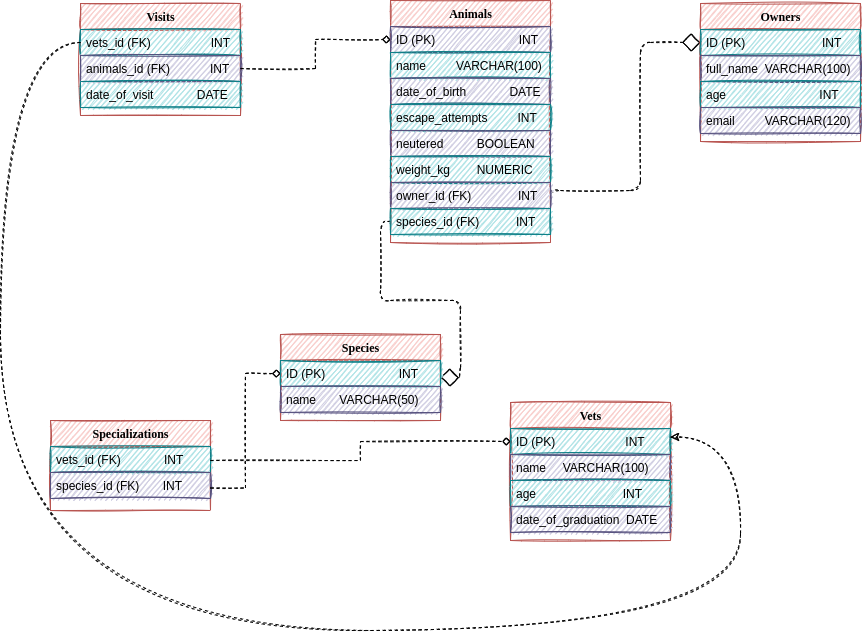 Visits
vets_id (FK) INT
animals_id (FK) INT
date_of_visit DATE
Animals
ID (PK) INT
name VARCHAR(100)
date_of_birth DATE
escape_attempts INT
neutered BOOLEAN
weight_kg NUMERIC
owner_id (FK) INT
species_id (FK) INT
Owners
ID (PK) INT
full_name VARCHAR(100)
age INT
email VARCHAR(120)
Species
ID (PK) INT
name VARCHAR(50)
Specializations
vets_id (FK) INT
species_id (FK) INT
Vets
ID (PK) INT
name VARCHAR(100)
age INT
date_of_graduation DATE